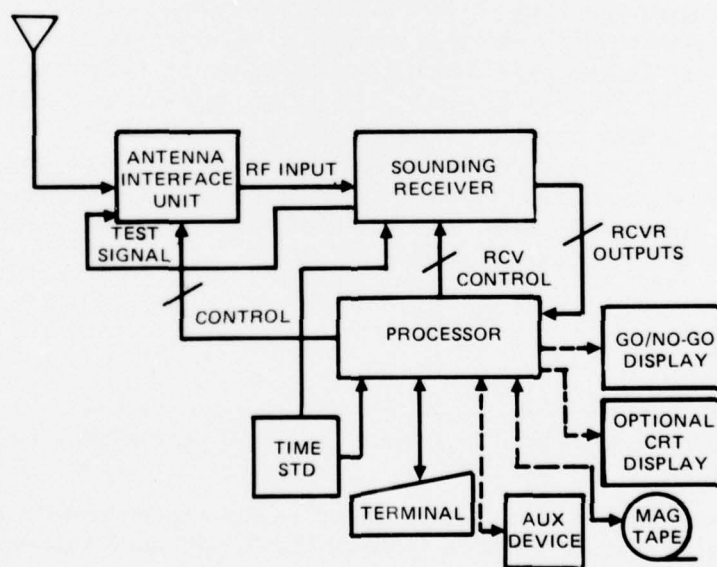 ANTENNA
INTERFACE
UNIT
RF INPUT
SOUNDING
RECEIVER
TEST
SIGNAL
RCV
CONTROL
RCVR
OUTPUTS
CONTROL
PROCESSOR
GO/NO-GO
DISPLAY
TIME
STD
OPTIONAL
CRT
DISPLAY
TERMINAL
AUX
DEVICE
MAG
TAPE